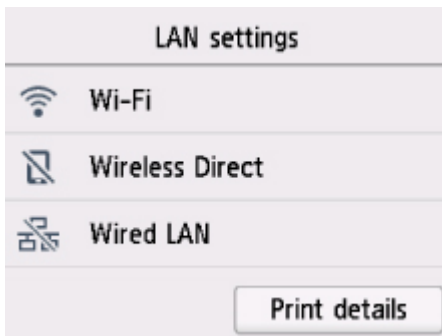 LAN settings
Wi-Fi
Wireless Direct
Wired LAN
Print details